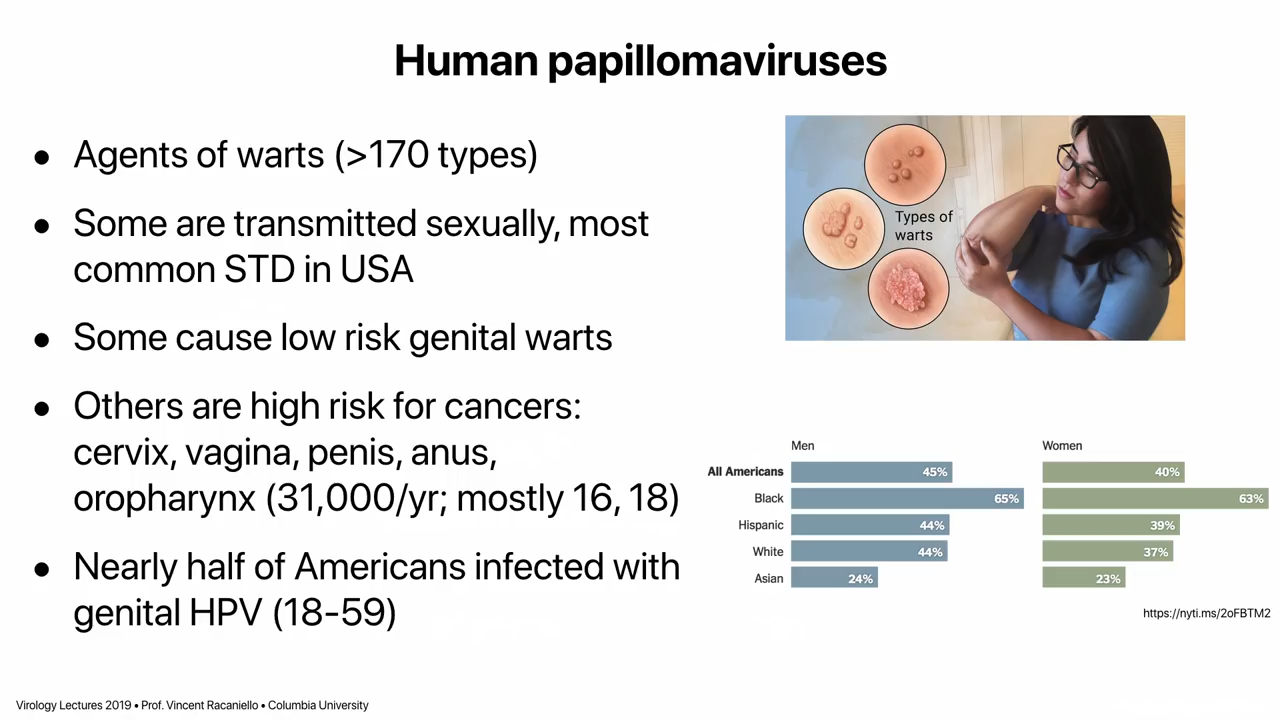 Human papillomaviruses
• Agents of warts (>170 types)
• Some are transmitted sexually, most
common STD in USA
• Some cause low risk genital warts
• Others are high risk for cancers:
cervix, vagina, penis, anus,
oropharynx (31,000/yr; mostly 16, 18)
• Nearly half of Americans infected with
genital HPV (18-59)
Types of
warts
Men Women
All Americans 45% 40%
Black 65% 63%
Hispanic 44% 39%
White 44% 37%
Asian 24% 23%
https://nyti.ms/2oFBTM2
Virology Lectures 2019 • Prof. Vincent Racaniello • Columbia University